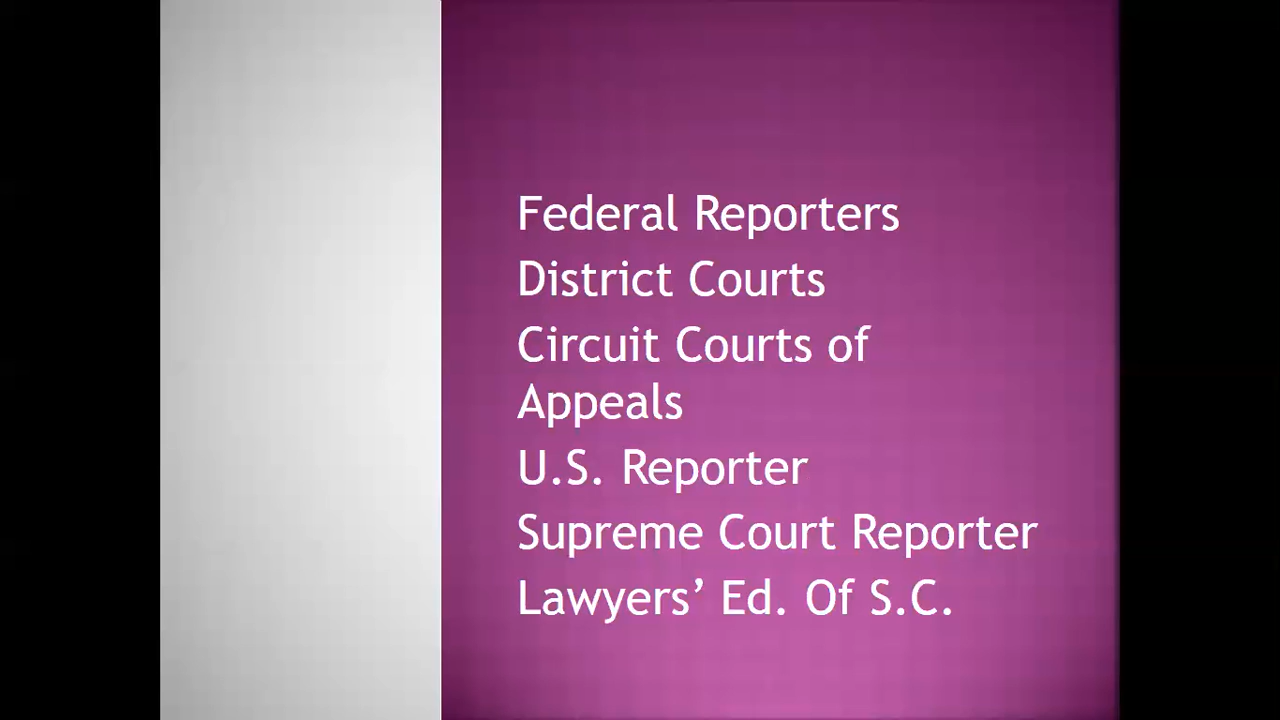 Federal Reporters
District Courts
Circuit Courts of
Appeals
U.S. Reporter
Supreme Court Reporter
Lawyers’ Ed. Of S.C.